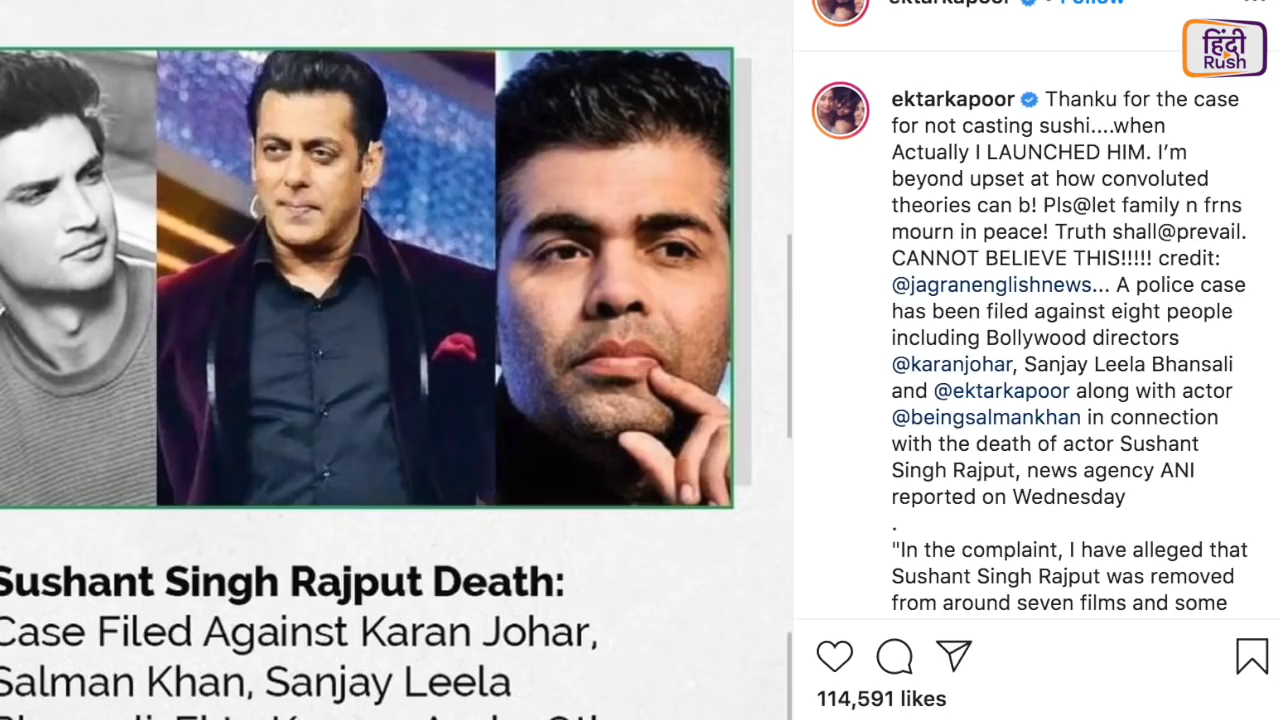 हिंदी
Rush
ektarkapoor Thanku for the case
for not casting sushi....when
Actually I LAUNCHED HIM. I'm
beyond upset at how convoluted
theories can b! Pls@let family n frns
mourn in peace! Truth shall@prevail.
CANNOT BELIEVE THIS!!!!! credit:
@jagranenglishnews... A police case
has been filed against eight people
including Bollywood directors
@karanjohar, Sanjay Leela Bhansali
and @ektarkapoor along with actor
@beingsalmankhan in connection
with the death of actor Sushant
Singh Rajput, news agency ANI
reported on Wednesday
.
"In the complaint, I have alleged that
Sushant Singh Rajput was removed
from around seven films and some
114,591 likes
Sushant Singh Rajput Death:
Case Filed Against Karan Johar,
Salman Khan, Sanjay Leela